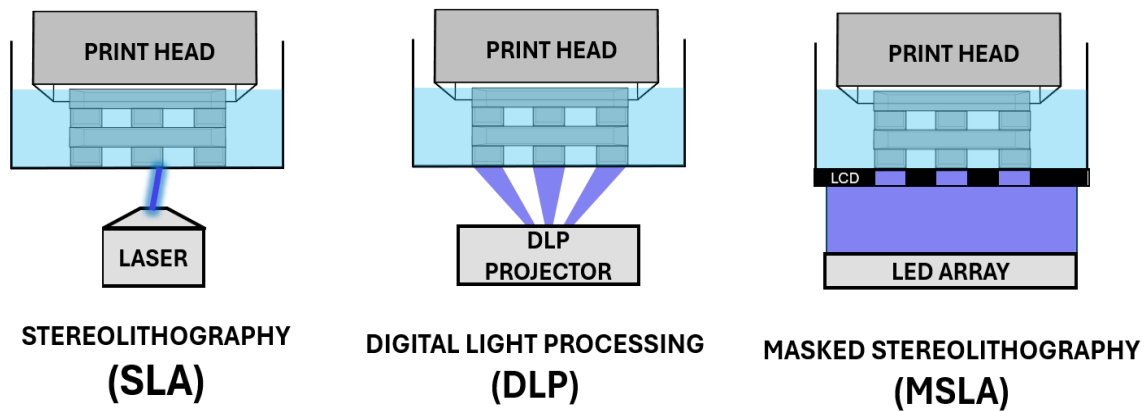 PRINT HEAD
LASER
STEREOLITHOGRAPHY
(SLA)
PRINT HEAD
DLP
PROJECTOR
DIGITAL LIGHT PROCESSING
(DLP)
PRINT HEAD
LCD
LED ARRAY
MASKED STEREOLITHOGRAPHY
(MSLA)